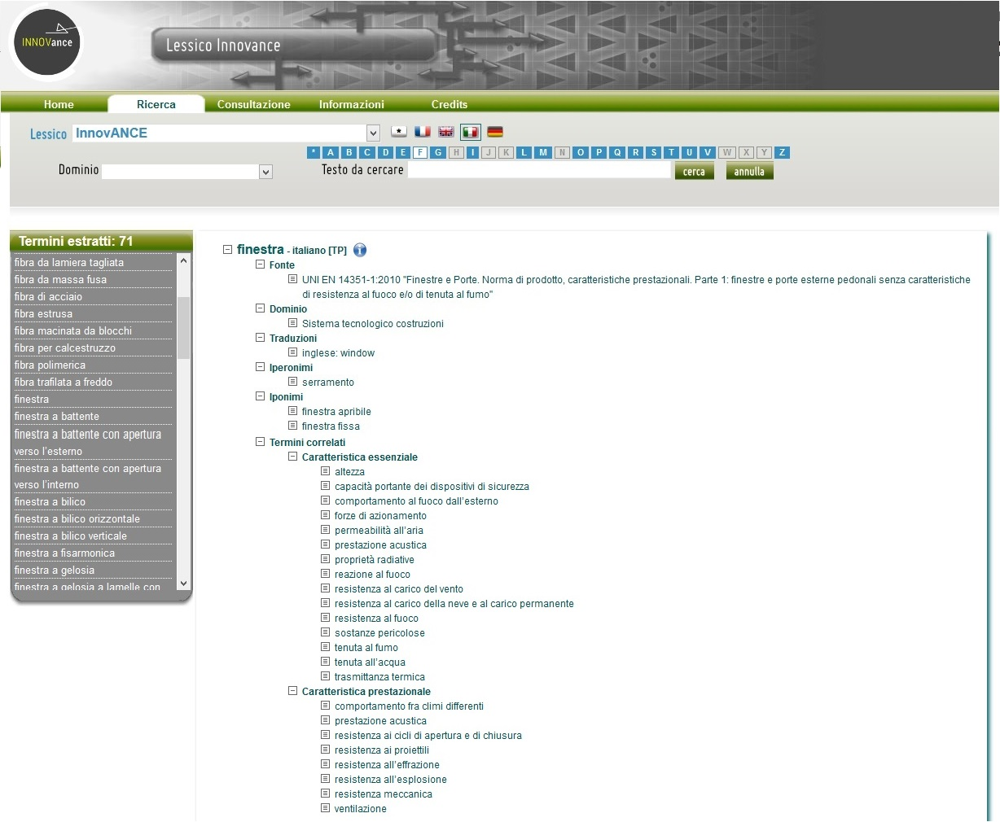 INNOVance
Lessico Innovance
Home Ricerca Consultazione Informazioni Credits
Lessico InnovANCE
* A B C D E F G H I J K L M N O P Q R S T U V W X Y Z
Dominio Testo da cercare cerca annulla
Termini estratti: 71
fibra da lamiera tagliata
fibra da massa fusa
fibra di acciaio
fibra estrusa
fibra macinata da blocchi
fibra per calcestruzzo
fibra polimerica
fibra trafilata a freddo
finestra
finestra a battente
finestra a battente con apertura
verso l'esterno
finestra a battente con apertura
verso l'interno
finestra a bilico
finestra a bilico orizzontale
finestra a bilico verticale
finestra a fisarmonica
finestra a gelosia
finestra a gelosia a lamelle con
finestra - italiano [TP]
Fonte
UNI EN 14351-1:2010 "Finestre e Porte. Norma di prodotto, caratteristiche prestazionali. Parte 1: finestre e porte esterne pedonali senza caratteristiche
di resistenza al fuoco e/o di tenuta al fumo"
Dominio
Sistema tecnologico costruzioni
Traduzioni
inglese: window
Iperonimi
serramento
Iponimi
finestra apribile
finestra fissa
Termini correlati
Caratteristica essenziale
altezza
capacità portante dei dispositivi di sicurezza
comportamento al fuoco dall'esterno
forze di azionamento
permeabilità all'aria
prestazione acustica
proprietà radiative
reazione al fuoco
resistenza al carico del vento
resistenza al carico della neve e al carico permanente
resistenza al fuoco
sostanze pericolose
tenuta al fumo
tenuta all'acqua
trasmittanza termica
Caratteristica prestazionale
comportamento fra climi differenti
prestazione acustica
resistenza ai cicli di apertura e di chiusura
resistenza ai proiettili
resistenza all'effrazione
resistenza all'esplosione
resistenza meccanica
ventilazione